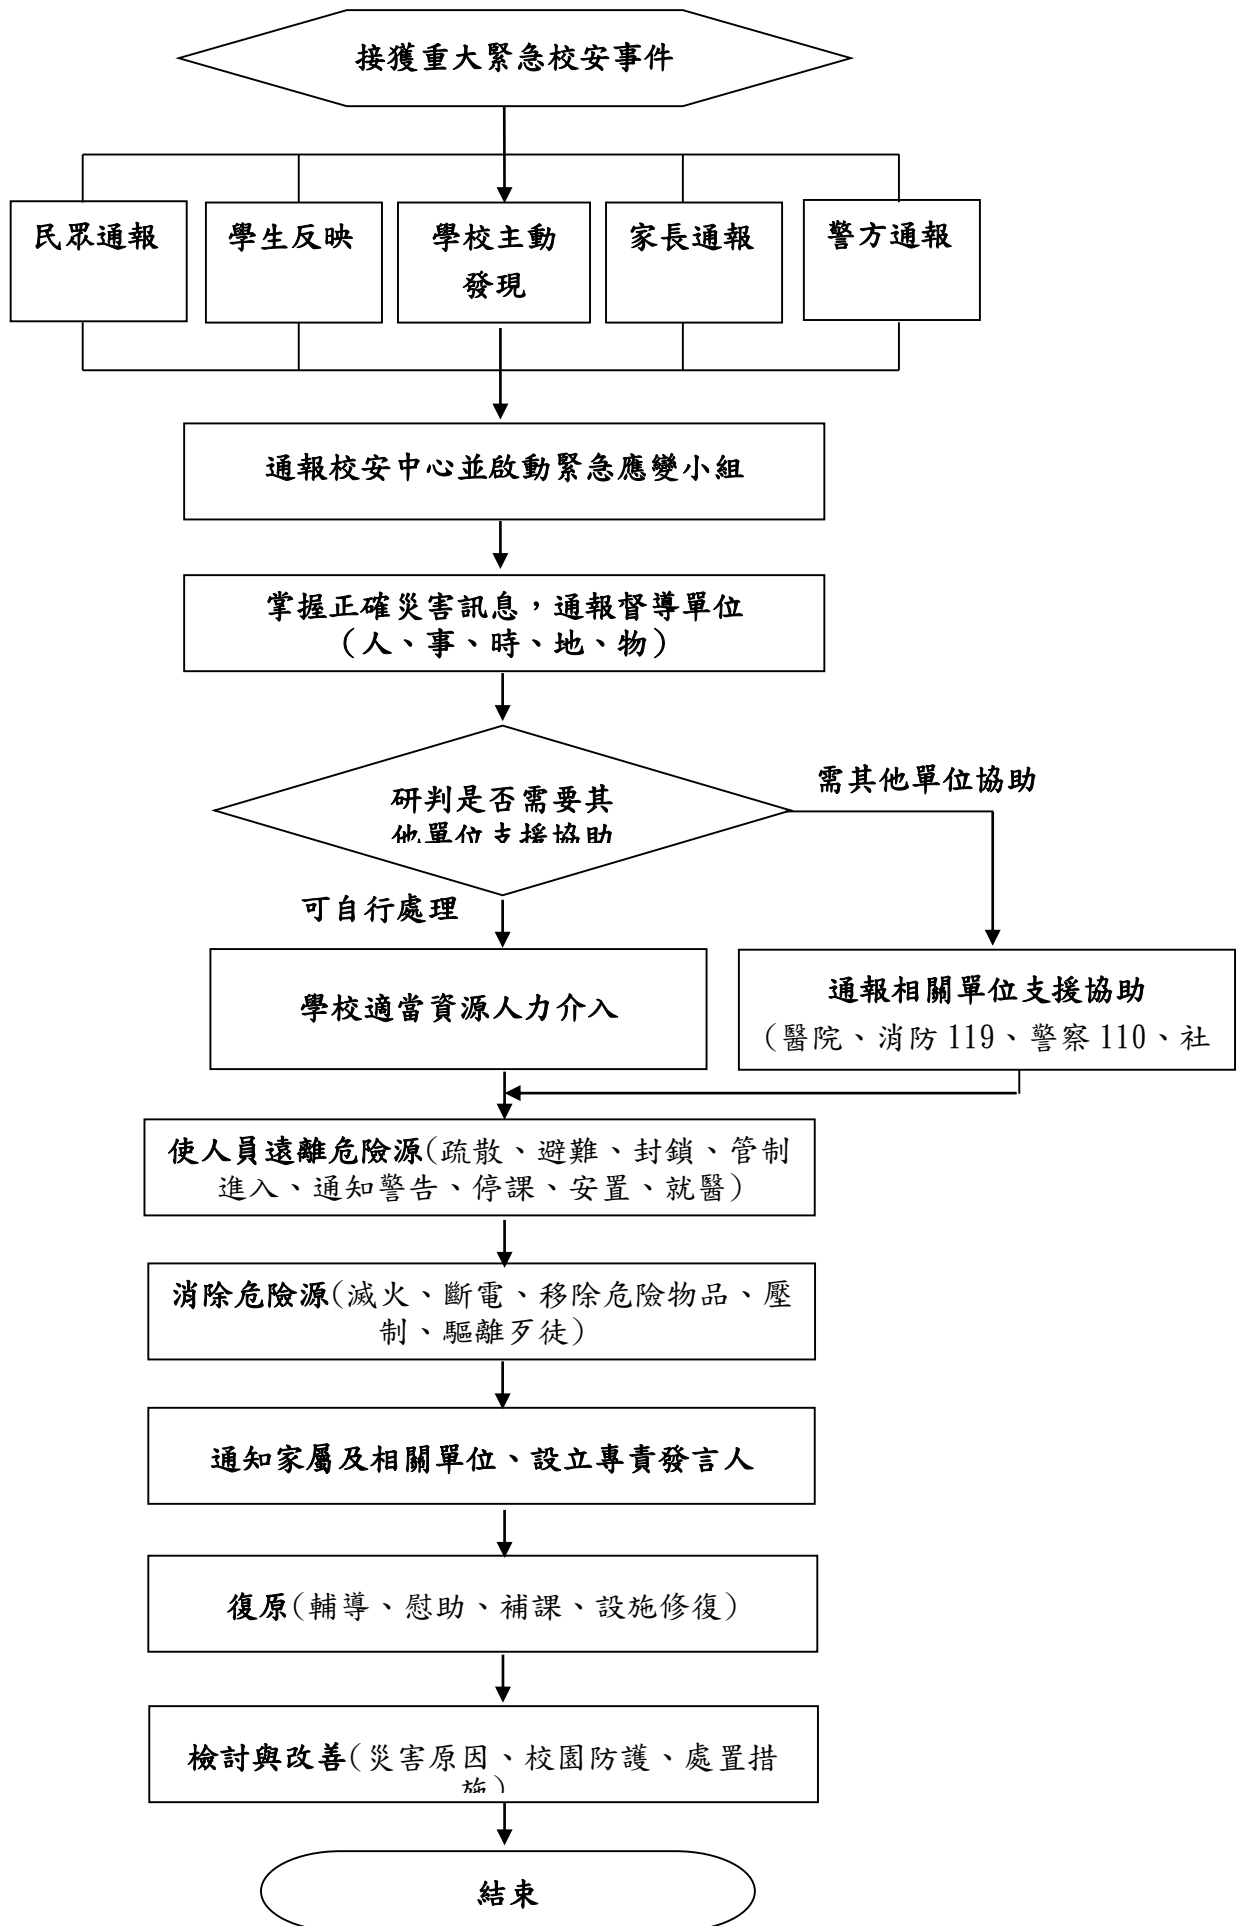 接獲重大緊急校安事件
民眾通報
學生反映
學校主動
發現
家長通報
警方通報
通報校安中心並啟動緊急應變小組
掌握正確災害訊息，通報督導單位
（人、事、時、地、物）
需其他單位協助
研判是否需要其
他單位支援協助
可自行處理
學校適當資源人力介入
通報相關單位支援協助
（醫院、消防 119、警察 110、社
使人員遠離危險源(疏散、避難、封鎖、管制
進入、通知警告、停課、安置、就醫)
消除危險源(滅火、斷電、移除危險物品、壓
制、驅離歹徒)
通知家屬及相關單位、設立專責發言人
復原(輔導、慰助、補課、設施修復)
檢討與改善(災害原因、校園防護、處置措
施)
結束